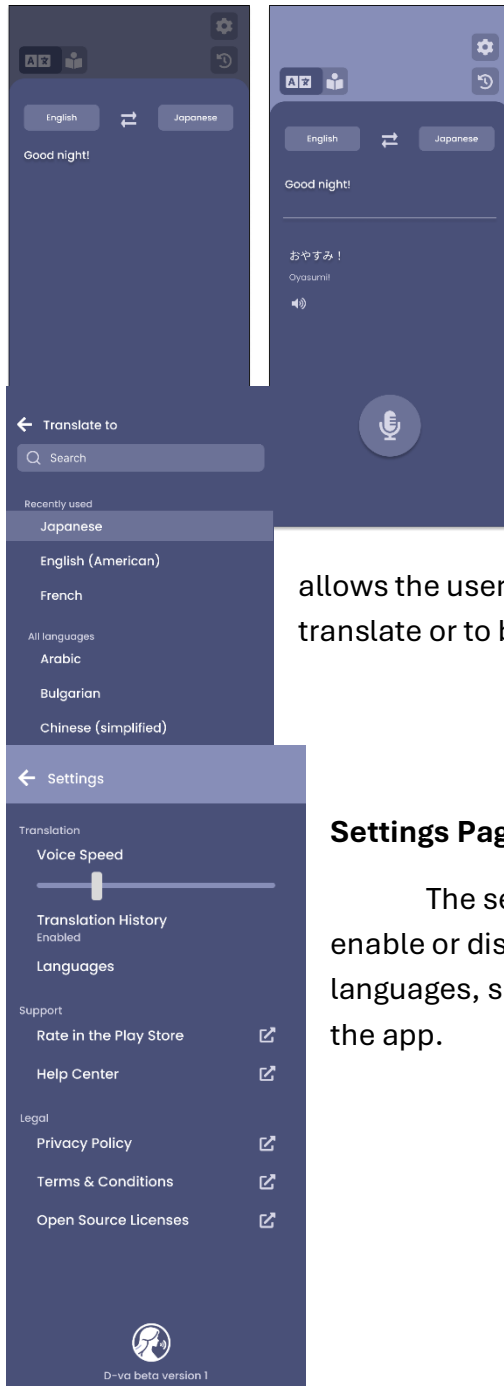 English
Japanese
Good night!
English
Japanese
Good night!
おやすみ！
Oyasumi!
Translate to
Search
Recently used
Japanese
English (American)
French
All languages
Arabic
Bulgarian
Chinese (simplified)
allows the user
translate or to
Settings
Translation
Voice Speed
Translation History
Enabled
Languages
Support
Rate in the Play Store
Help Center
Legal
Privacy Policy
Terms & Conditions
Open Source Licenses
D-va beta version 1
Settings
The
enable or
languages,
the app.